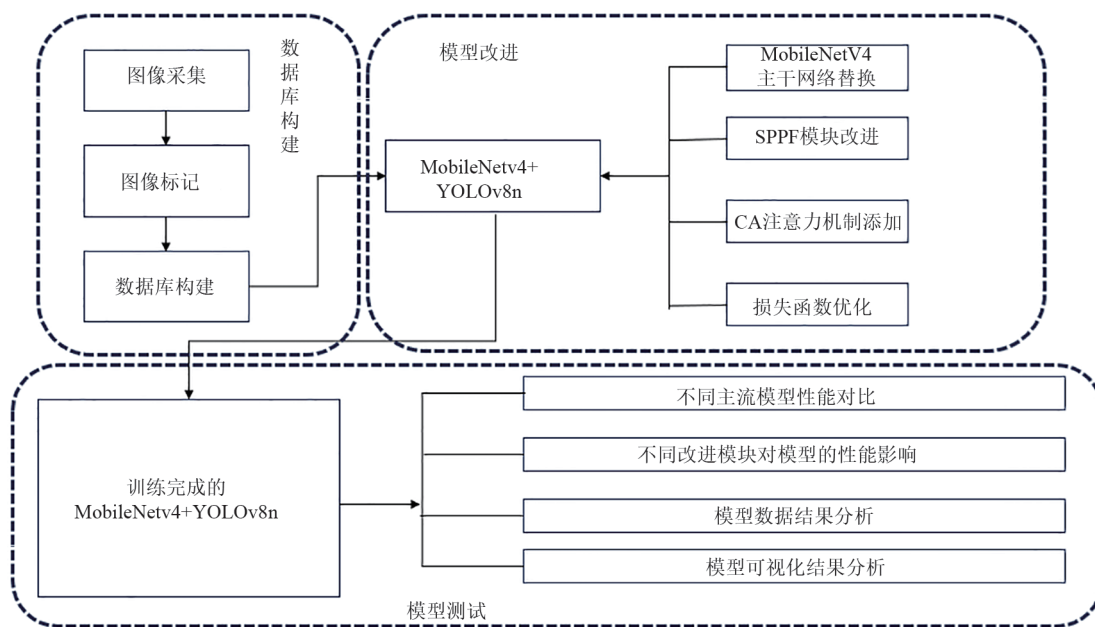 图像采集
图像标记
数据库构建
数据库构建
模型改进
MobileNetv4+
YOLOv8n
MobileNetV4
主干网络替换
SPPF模块改进
CA注意力机制添加
损失函数优化
训练完成的
MobileNetv4+YOLOv8n
不同主流模型性能对比
不同改进模块对模型的性能影响
模型数据结果分析
模型可视化结果分析
模型测试